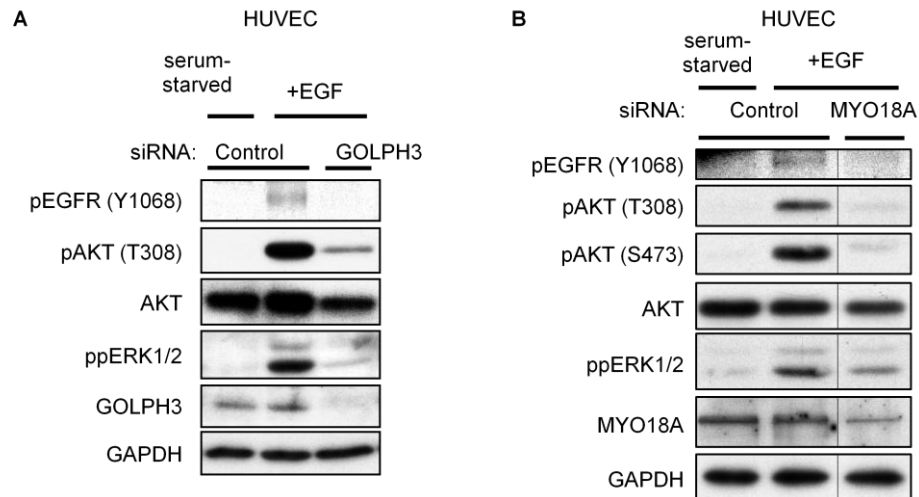 A
HUVEC
serum-
starved
+EGF
siRNA: Control GOLPH3
pEGFR (Y1068)
pAKT (T308)
AKT
ppERK1/2
GOLPH3
GAPDH
B
HUVEC
serum-
starved
+EGF
siRNA: Control MYO18A
pEGFR (Y1068)
pAKT (T308)
pAKT (S473)
AKT
ppERK1/2
MYO18A
GAPDH